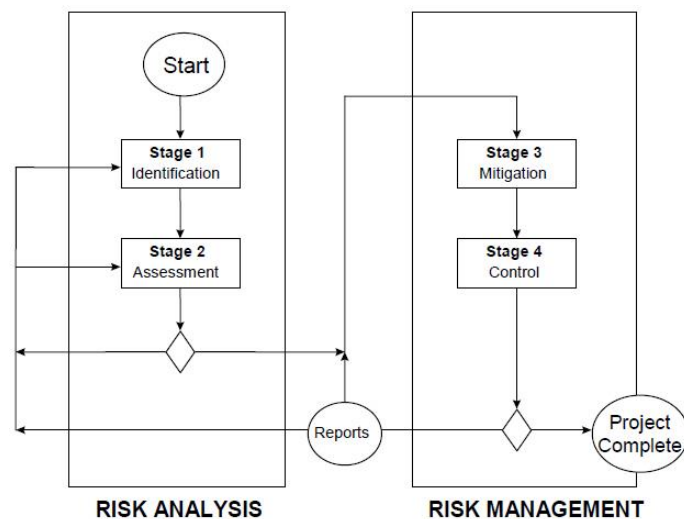 Start
Stage 1
Identification
Stage 2
Assessment
Stage 3
Mitigation
Stage 4
Control
Reports
Project
Complete
RISK ANALYSIS
RISK MANAGEMENT